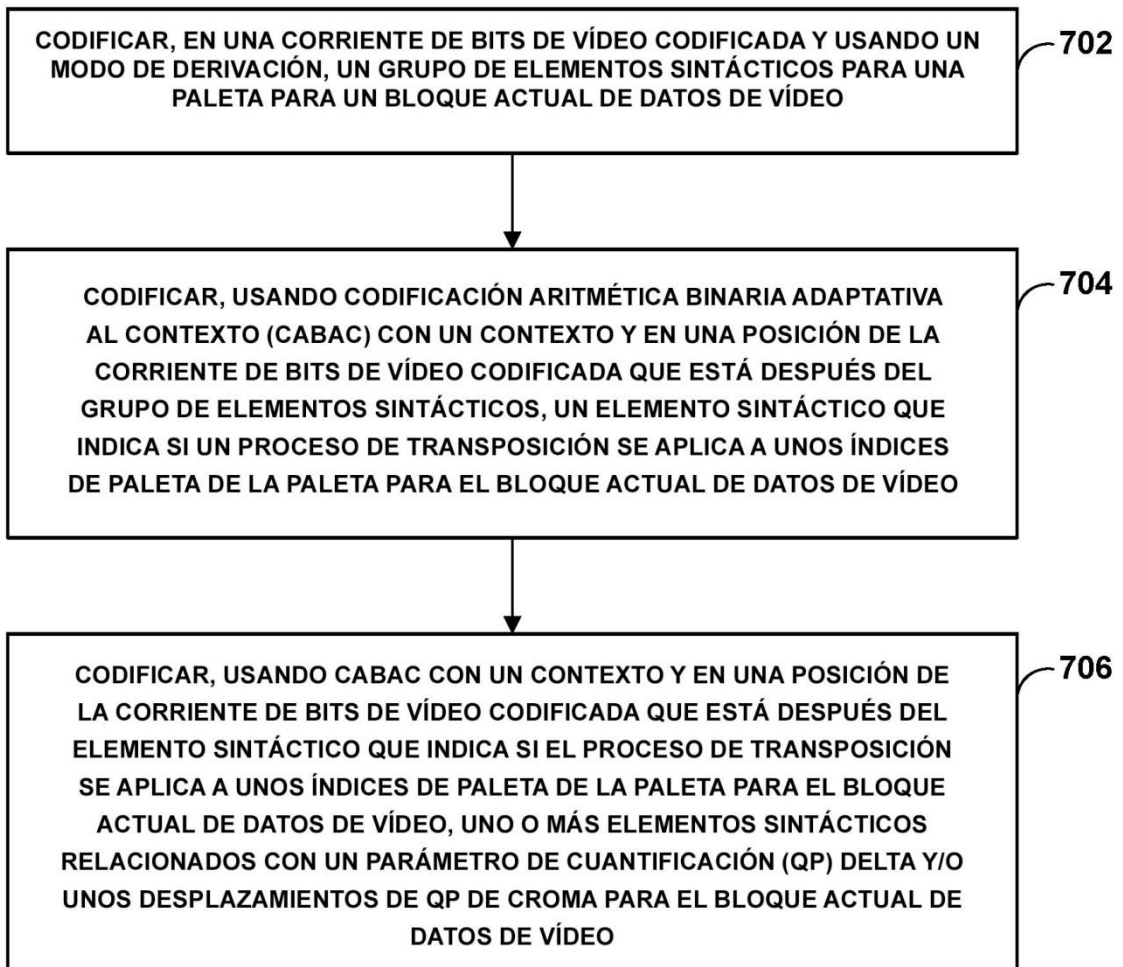 CODIFICAR, EN UNA CORRIENTE DE BITS DE VÍDEO CODIFICADA Y USANDO UN
MODO DE DERIVACIÓN, UN GRUPO DE ELEMENTOS SINTÁCTICOS PARA UNA
PALETA PARA UN BLOQUE ACTUAL DE DATOS DE VÍDEO
702
CODIFICAR, USANDO CODIFICACIÓN ARITMÉTICA BINARIA ADAPTATIVA
AL CONTEXTO (CABAC) CON UN CONTEXTO Y EN UNA POSICIÓN DE LA
CORRIENTE DE BITS DE VÍDEO CODIFICADA QUE ESTÁ DESPUÉS DEL
GRUPO DE ELEMENTOS SINTÁCTICOS, UN ELEMENTO SINTÁCTICO QUE
INDICA SI UN PROCESO DE TRANSPOSICIÓN SE APLICA A UNOS ÍNDICES
DE PALETA DE LA PALETA PARA EL BLOQUE ACTUAL DE DATOS DE VÍDEO
704
CODIFICAR, USANDO CABAC CON UN CONTEXTO Y EN UNA POSICIÓN DE
LA CORRIENTE DE BITS DE VÍDEO CODIFICADA QUE ESTÁ DESPUÉS DEL
ELEMENTO SINTÁCTICO QUE INDICA SI EL PROCESO DE TRANSPOSICIÓN
SE APLICA A UNOS ÍNDICES DE PALETA DE LA PALETA PARA EL BLOQUE
ACTUAL DE DATOS DE VÍDEO, UNO O MÁS ELEMENTOS SINTÁCTICOS
RELACIONADOS CON UN PARÁMETRO DE CUANTIFICACIÓN (QP) DELTA Y/O
UNOS DESPLAZAMIENTOS DE QP DE CROMA PARA EL BLOQUE ACTUAL DE
DATOS DE VÍDEO
706